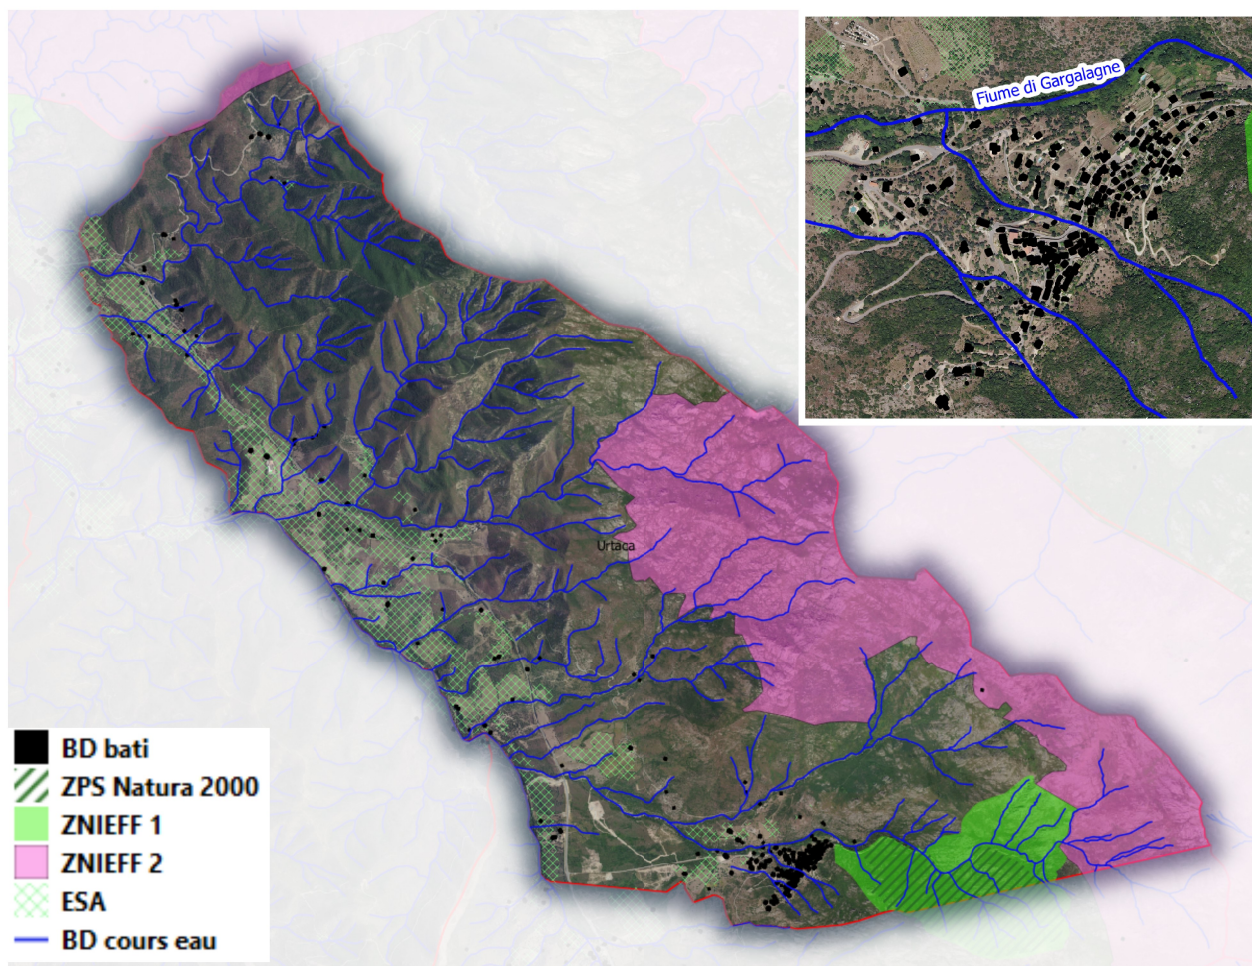 Fiume di Gargalagne
Urtaca
BD bati
ZPS Natura 2000
ZNIEFF 1
ZNIEFF 2
ESA
BD cours eau